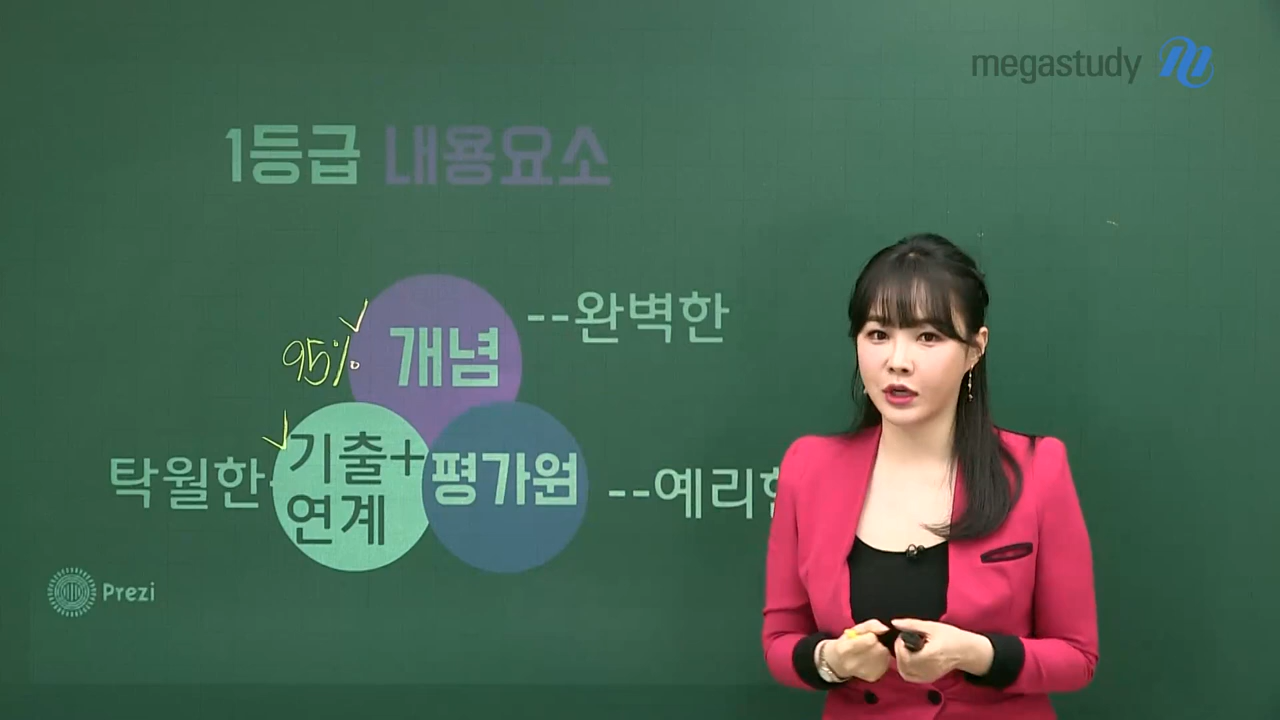 megastudy
1등급 내용요소
--완벽한
95%
개념
탁월한
기출+
연계
평가원
--예리한
Prezi